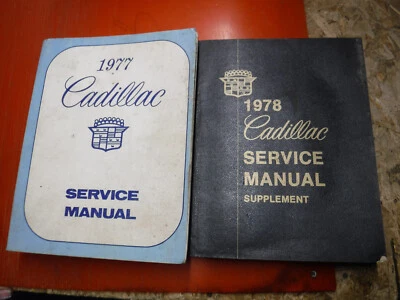 1977
Cadillac
SERVICE
MANUAL
1978
Cadillac
SERVICE
MANUAL
SUPPLEMENT